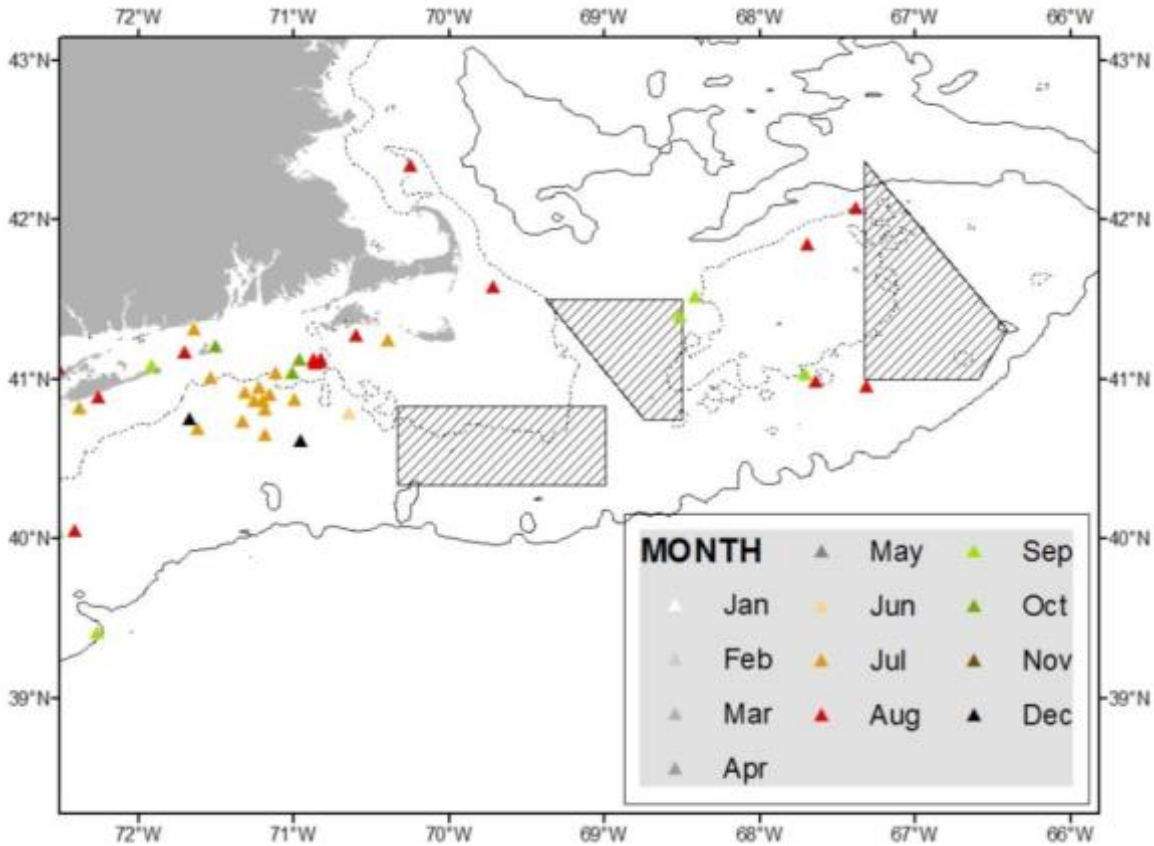 72°W 71°W 70°W 69°W 68°W 67°W 66°W
43°N 43°N
42°N 42°N
41°N 41°N
40°N 40°N
39°N 39°N
MONTH May Sep
Jan Jun Oct
Feb Jul Nov
Mar Aug Dec
Apr
72°W 71°W 70°W 69°W 68°W 67°W 66°W